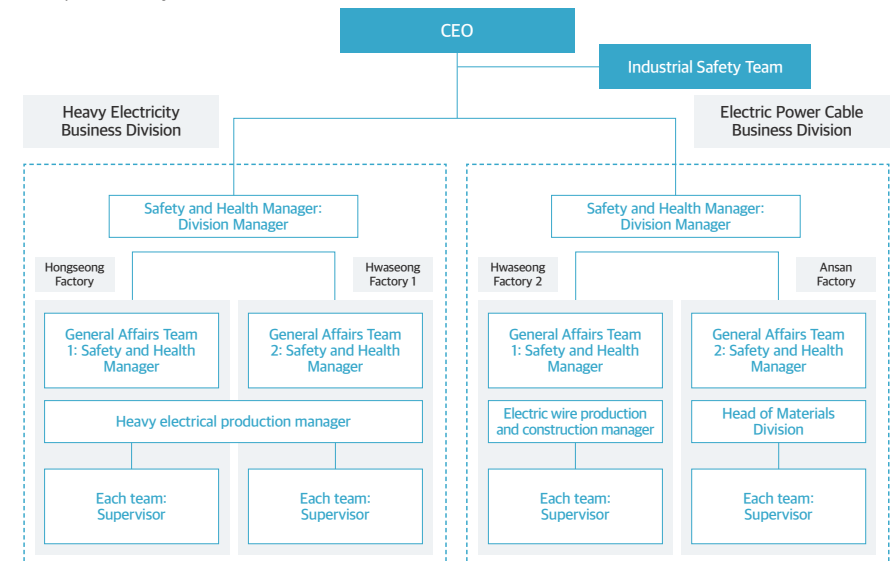 CEO
Industrial Safety Team
Heavy Electricity
Business Division
Electric Power Cable
Business Division
Safety and Health Manager:
Division Manager
Safety and Health Manager:
Division Manager
Hongseong
Factory
Hwaseong
Factory 1
Hwaseong
Factory 2
Ansan
Factory
General Affairs Team
1: Safety and Health
Manager
General Affairs Team
2: Safety and Health
Manager
General Affairs Team
1: Safety and Health
Manager
General Affairs Team
2: Safety and Health
Manager
Heavy electrical production manager
Electric wire production
and construction manager
Head of Materials
Division
Each team:
Supervisor
Each team:
Supervisor
Each team:
Supervisor
Each team:
Supervisor